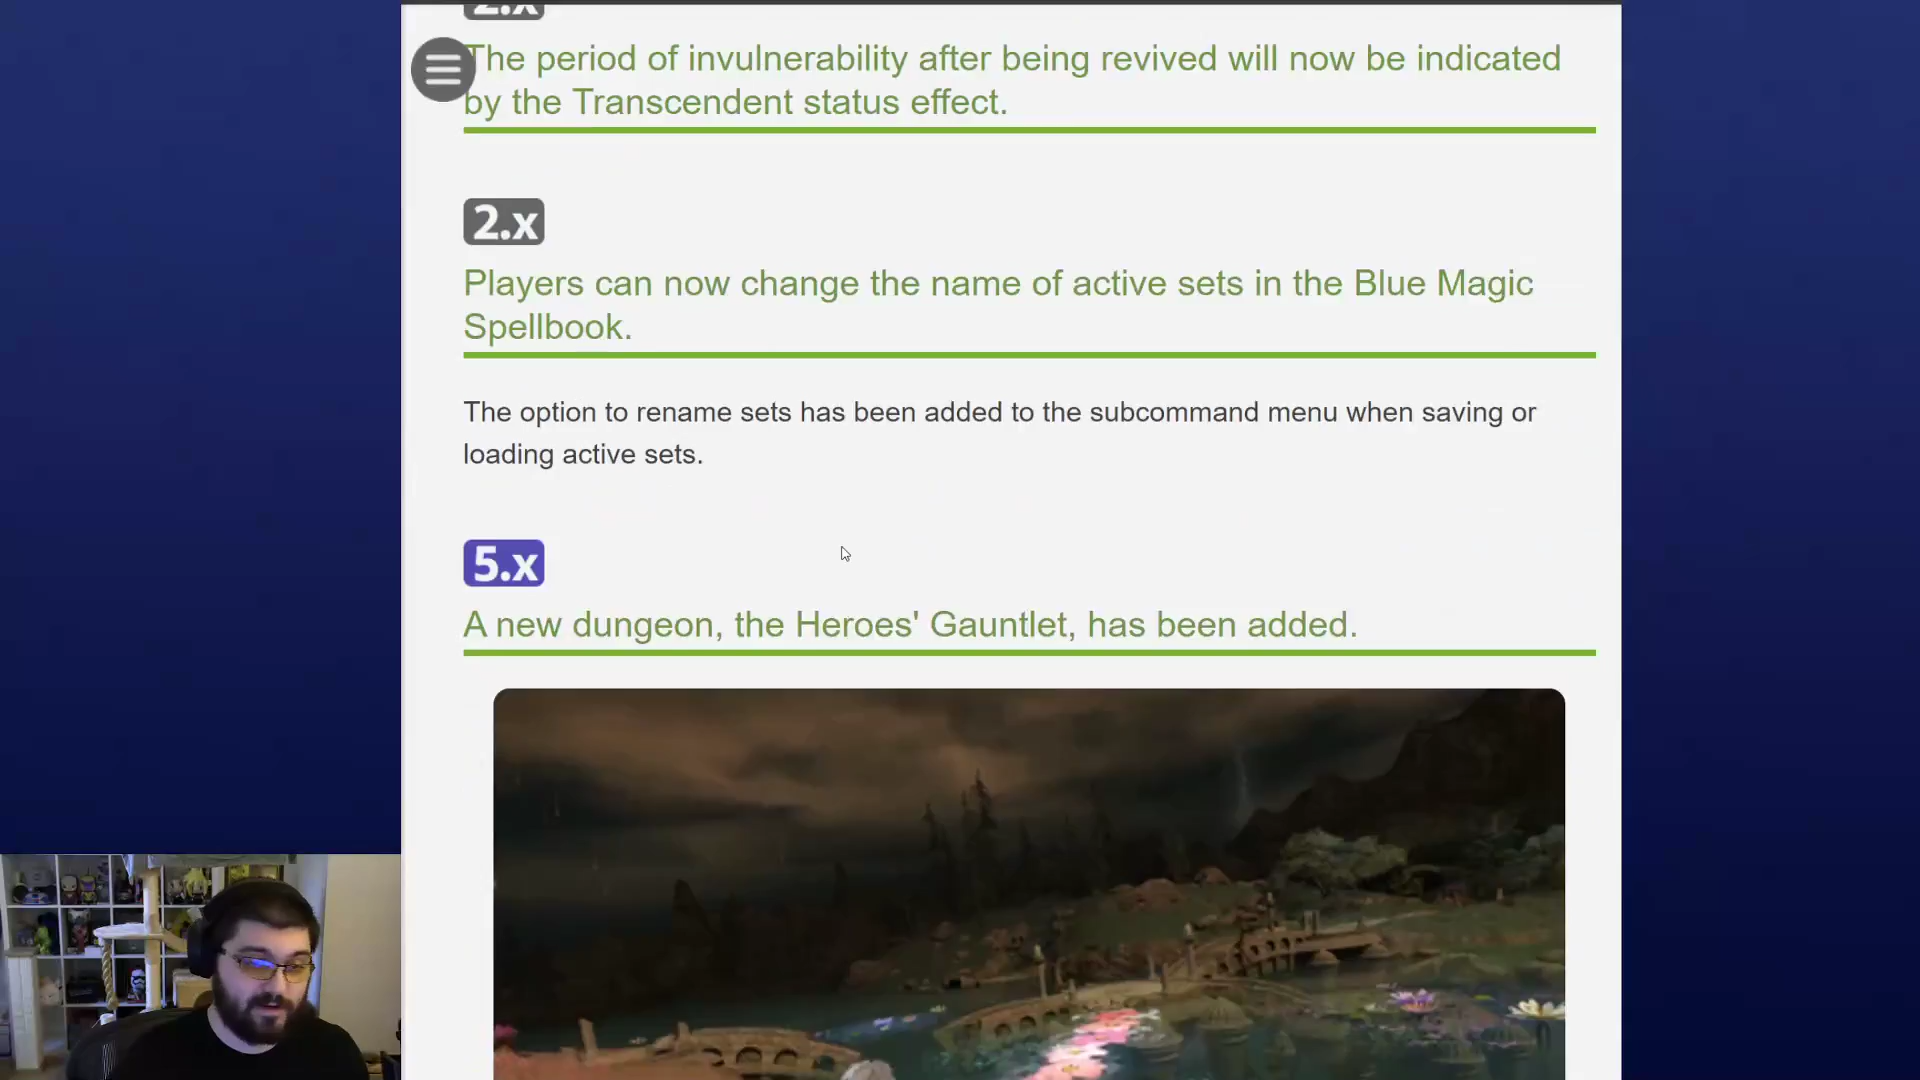 2.x
The period of invulnerability after being revived will now be indicated
by the Transcendent status effect.
2.x
Players can now change the name of active sets in the Blue Magic
Spellbook.
The option to rename sets has been added to the subcommand menu when saving or
loading active sets.
5.x
A new dungeon, the Heroes' Gauntlet, has been added.